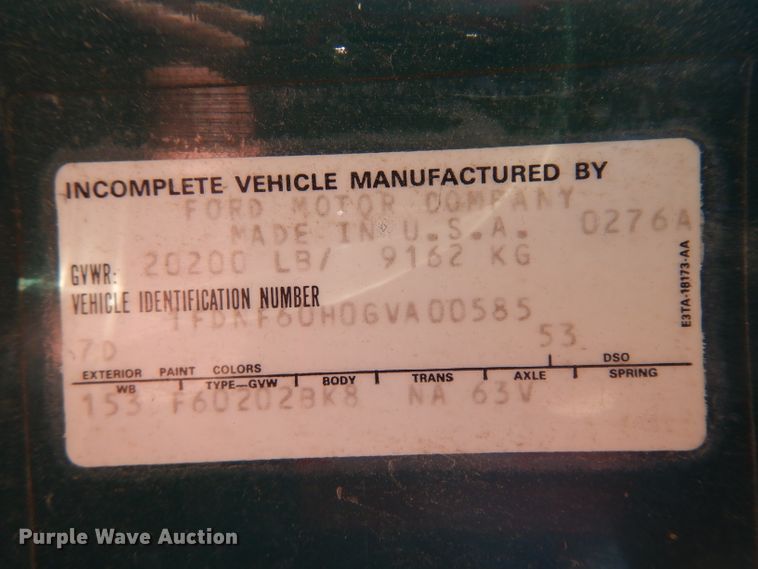 INCOMPLETE VEHICLE MANUFACTURED BY
FORD MOTOR COMPANY
MADE IN U.S.A. 0276A
GVWR: 20200 LB/ 9162 KG
VEHICLE IDENTIFICATION NUMBER
1FDNF60H0GVA00585
7D 53
EXTERIOR PAINT COLORS DSO
WB TYPE-GVW BODY TRANS AXLE SPRING
153 F60202BK8 NA 63V
E3TA-18173-AA
Purple Wave Auction